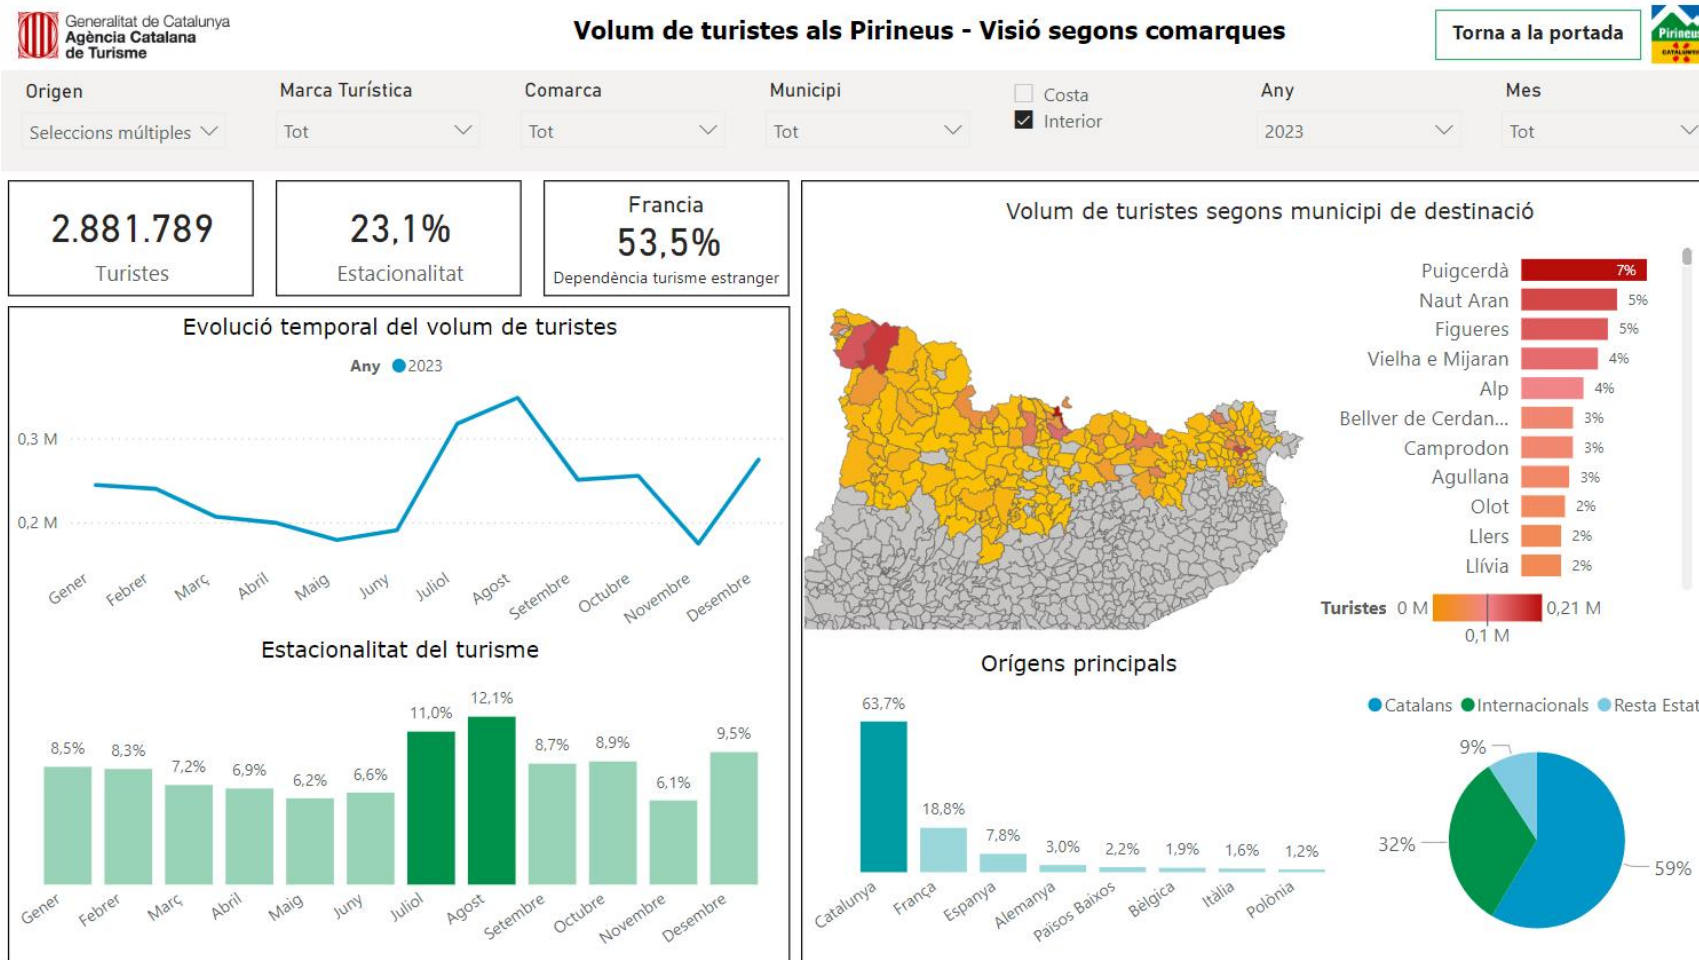 Generalitat de Catalunya
Agència Catalana
de Turisme
Volum de turistes als Pirineus - Visió segons comarques
Torna a la portada
Pirineus
CATALUNYA
Origen
Seleccions múltiples
Marca Turística
Tot
Comarca
Tot
Municipi
Tot
Costa
Interior
Any
2023
Mes
Tot
2.881.789
Turistes
23,1%
Estacionalitat
Francia
53,5%
Dependència turisme estranger
Evolució temporal del volum de turistes
Any 2023
0,3 M
0,2 M
Gener
Febrer
Març
Abril
Maig
Juny
Juliol
Agost
Setembre
Octubre
Novembre
Desembre
Estacionalitat del turisme
8,5%
8,3%
7,2%
6,9%
6,2%
6,6%
11,0%
12,1%
8,7%
8,9%
6,1%
9,5%
Gener
Febrer
Març
Abril
Maig
Juny
Juliol
Agost
Setembre
Octubre
Novembre
Desembre
Volum de turistes segons municipi de destinació
Puigcerdà 7%
Naut Aran 5%
Figueres 5%
Vielha e Mijaran 4%
Alp 4%
Bellver de Cerdan... 3%
Camprodon 3%
Agullana 3%
Olot 2%
Llers 2%
Llívia 2%
Turistes 0 M 0,21 M
0,1 M
Orígens principals
63,7%
18,8%
7,8%
3,0%
2,2%
1,9%
1,6%
1,2%
Catalunya
França
Espanya
Alemanya
Països Baixos
Bèlgica
Itàlia
Polònia
Catalans Internacionals Resta Estat
9%
32%
59%